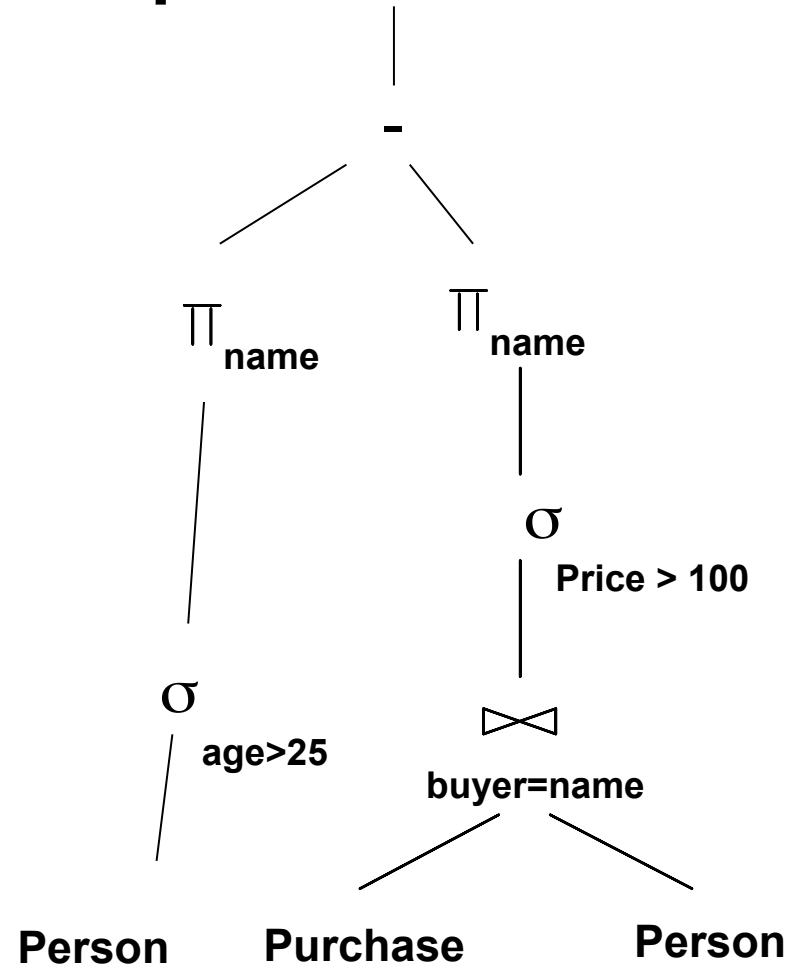 -
Π name
Π name
σ
Price > 100
σ
age>25
⋈
buyer=name
Person
Purchase
Person